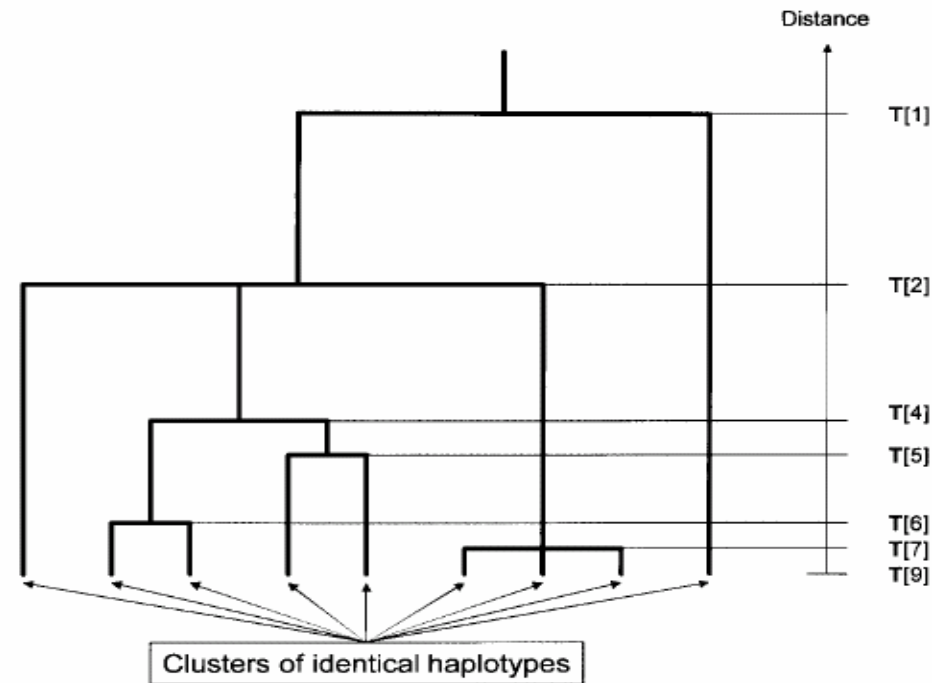 Distance
T[1]
T[2]
T[4]
T[5]
T[6]
T[7]
T[9]
Clusters of identical haplotypes